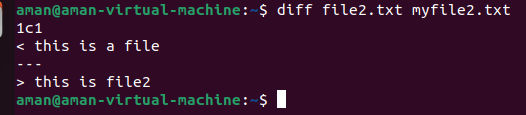 aman@aman-virtual-machine:~$ diff file2.txt myfile2.txt
1c1
< this is a file
---
> this is file2
aman@aman-virtual-machine:~$